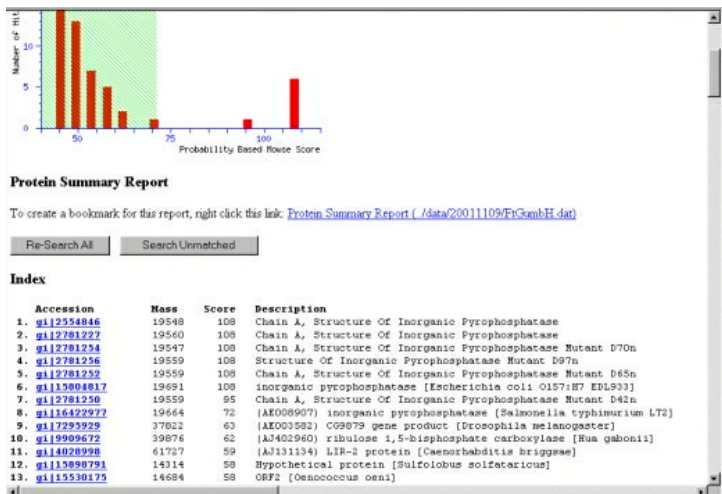 Number of Hit
10
5
0
50
75
100
Probability Based Mowse Score
Protein Summary Report
To create a bookmark for this report, right click this link: Protein Summary Report (../data/20011109/FtGumbH.dat)
Re-Search All Search Unmatched
Index
Accession Mass Score Description
1. gi|2554846 19548 108 Chain A, Structure Of Inorganic Pyrophosphatase
2. gi|2781227 19560 108 Chain A, Structure Of Inorganic Pyrophosphatase
3. gi|2781254 19547 108 Chain A, Structure Of Inorganic Pyrophosphatase Mutant D70n
4. gi|2781256 19559 108 Structure Of Inorganic Pyrophosphatase Mutant D97n
5. gi|2781252 19559 108 Chain A, Structure Of Inorganic Pyrophosphatase Mutant D65n
6. gi|15804817 19691 108 inorganic pyrophosphatase [Escherichia coli O157:H7 EDL933]
7. gi|2781250 19559 95 Chain A, Structure Of Inorganic Pyrophosphatase Mutant D42n
8. gi|16422977 19664 72 (AE008907) inorganic pyrophosphatase [Salmonella typhimurium LT2]
9. gi|7295929 37822 63 (AE003582) CG9879 gene product [Drosophila melanogaster]
10. gi|9909672 39876 62 (AJ402960) ribulose 1,5-bisphosphate carboxylase [Hua gabonii]
11. gi|4028998 61727 59 (AJ131134) LIR-2 protein [Caenorhabditis briggsae]
12. gi|15898791 14314 58 Hypothetical protein [Sulfolobus solfataricus]
13. gi|15530175 14684 58 ORF2 [Oenococcus oeni]